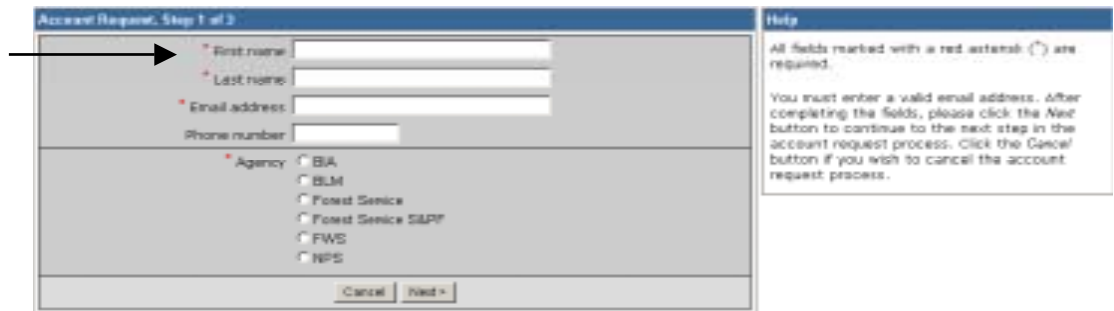 Account Request, Step 1 of 3
* First name
* Last name
* Email address
Phone number
* Agency
BIA
BLM
Forest Service
Forest Service S&PF
FWS
NPS
Cancel Next >
Help
All fields marked with a red asterisk (*) are
required.
You must enter a valid email address. After
completing the fields, please click the Next
button to continue to the next step in the
account request process. Click the Cancel
button if you wish to cancel the account
request process.